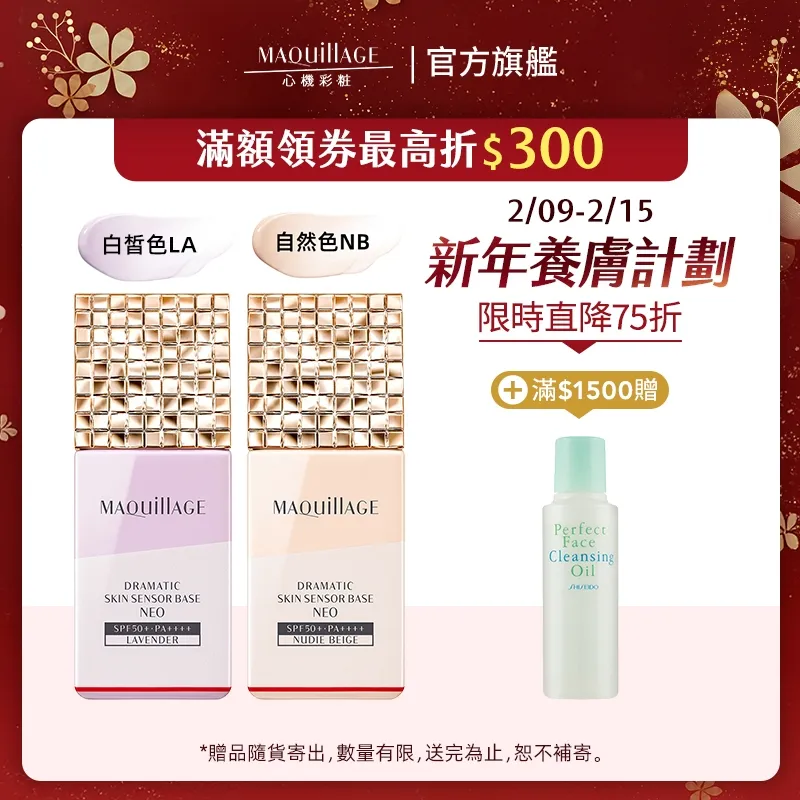 MAQuillAGE
心機彩粧
官方旗艦
滿額領券最高折$300
2/09-2/15
新年養膚計劃
限時直降75折
+滿$1500贈
白皙色LA
自然色NB
MAQuillAGE
DRAMATIC
SKIN SENSOR BASE
NEO
SPF50+·PA++++
LAVENDER
MAQuillAGE
DRAMATIC
SKIN SENSOR BASE
NEO
SPF50+·PA++++
NUDIE BEIGE
Perfect
Face
Cleansing
Oil
SHISEIDO
*贈品隨貨寄出,數量有限,送完為止,恕不補寄。